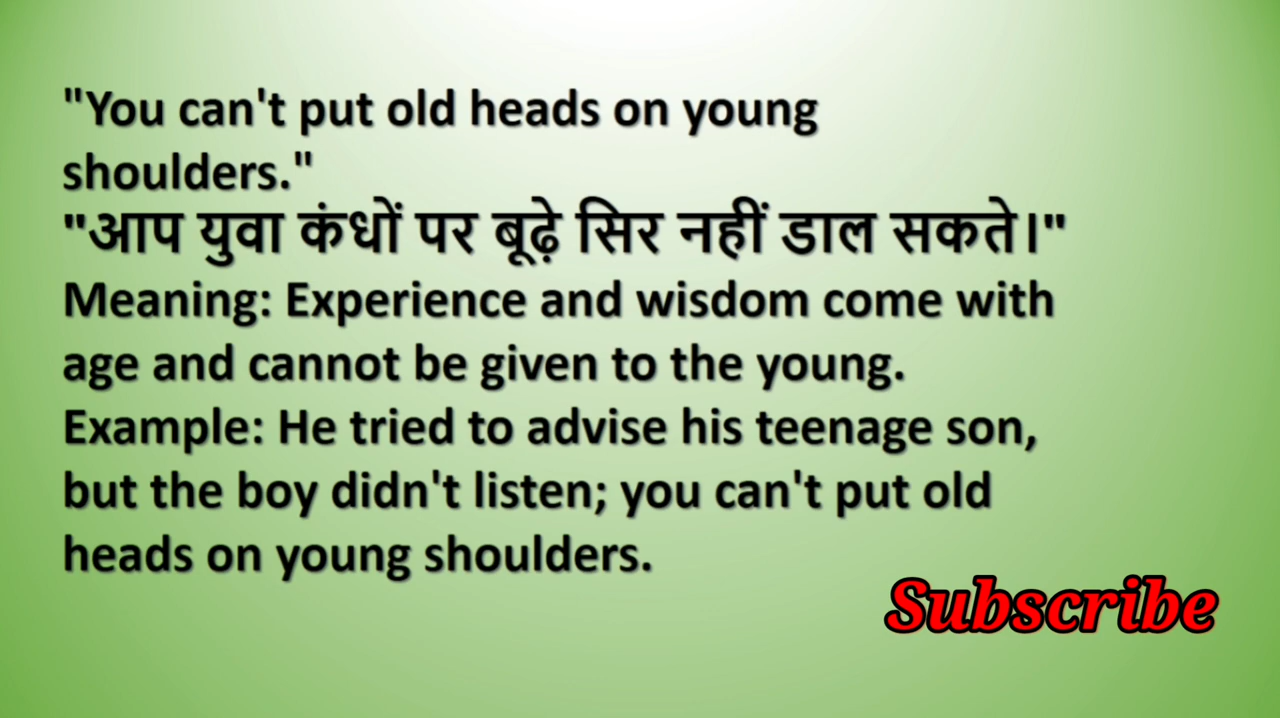 "You can't put old heads on young
shoulders."
"आप युवा कंधों पर बूढ़े सिर नहीं डाल सकते।"
Meaning: Experience and wisdom come with
age and cannot be given to the young.
Example: He tried to advise his teenage son,
but the boy didn't listen; you can't put old
heads on young shoulders.
Subscribe